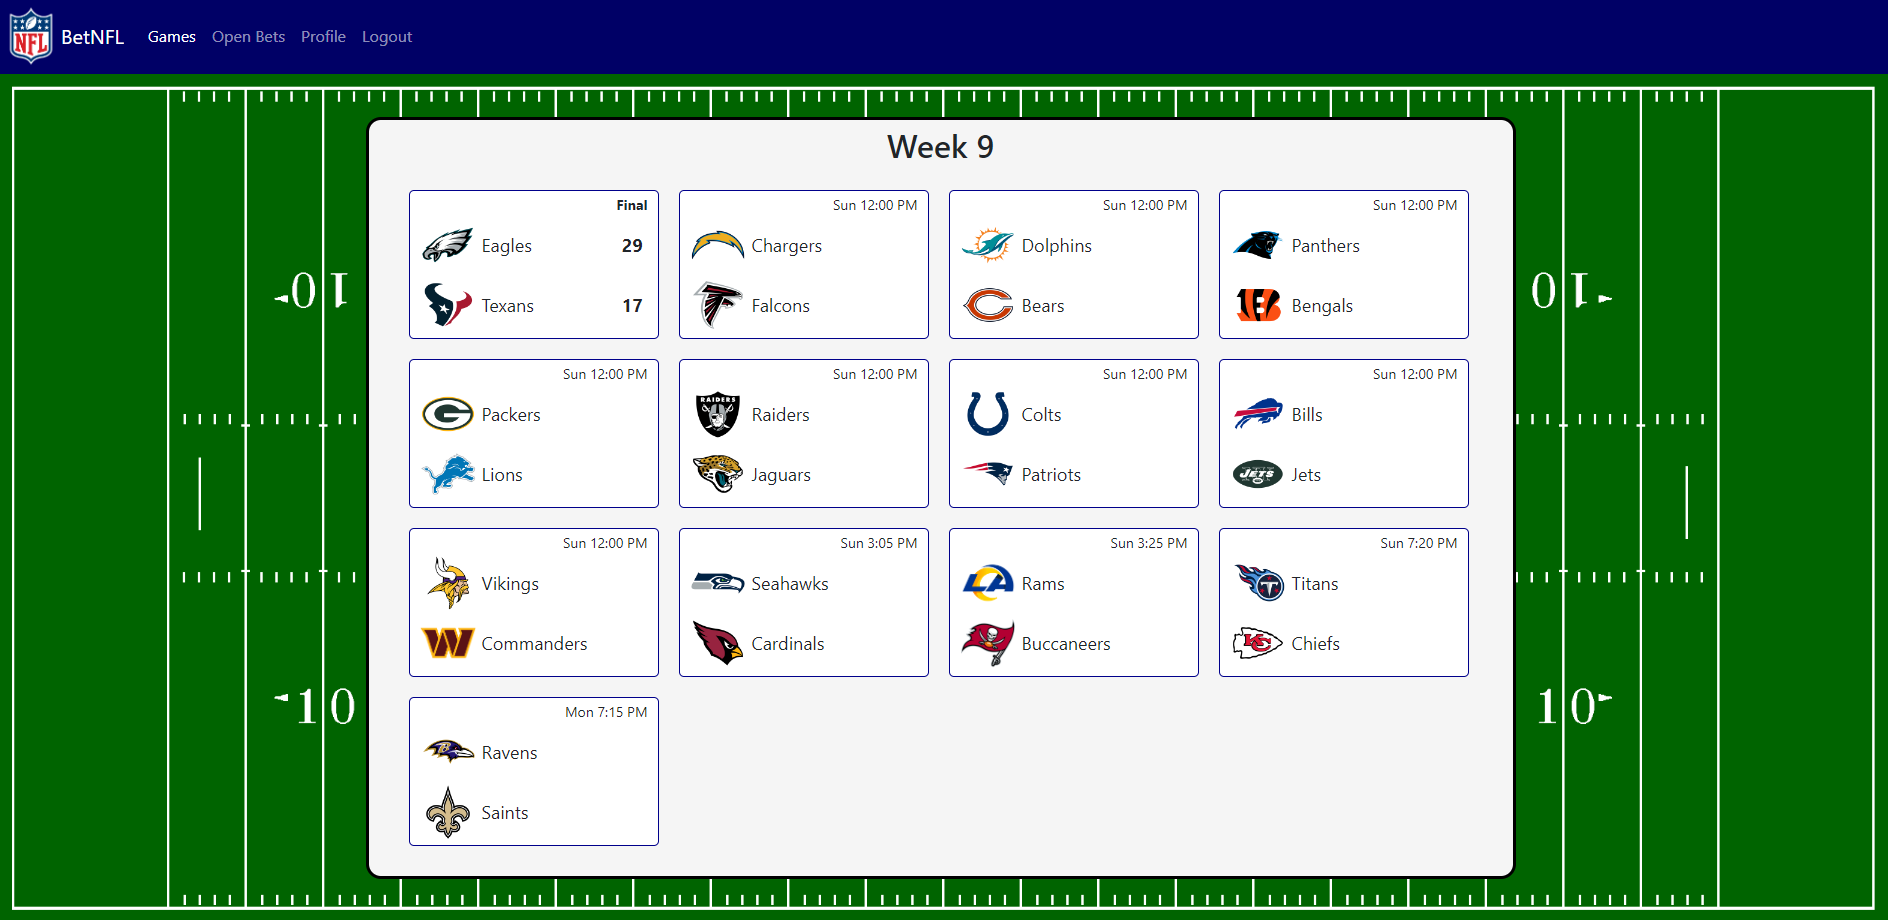 NFL
BetNFL Games Open Bets Profile Logout
Week 9
Final
Eagles 29
Texans 17
Sun 12:00 PM
Chargers
Falcons
Sun 12:00 PM
Dolphins
Bears
Sun 12:00 PM
Panthers
Bengals
Sun 12:00 PM
G
Packers
Lions
Sun 12:00 PM
RAIDERS
Raiders
Jaguars
Sun 12:00 PM
Colts
Patriots
Sun 12:00 PM
Bills
JETS
Jets
Sun 12:00 PM
Vikings
W
Commanders
Sun 3:05 PM
Seahawks
Cardinals
Sun 3:25 PM
LA
Rams
Buccaneers
Sun 7:20 PM
T
Titans
KC
Chiefs
Mon 7:15 PM
B
Ravens
Saints
10
10
10
10